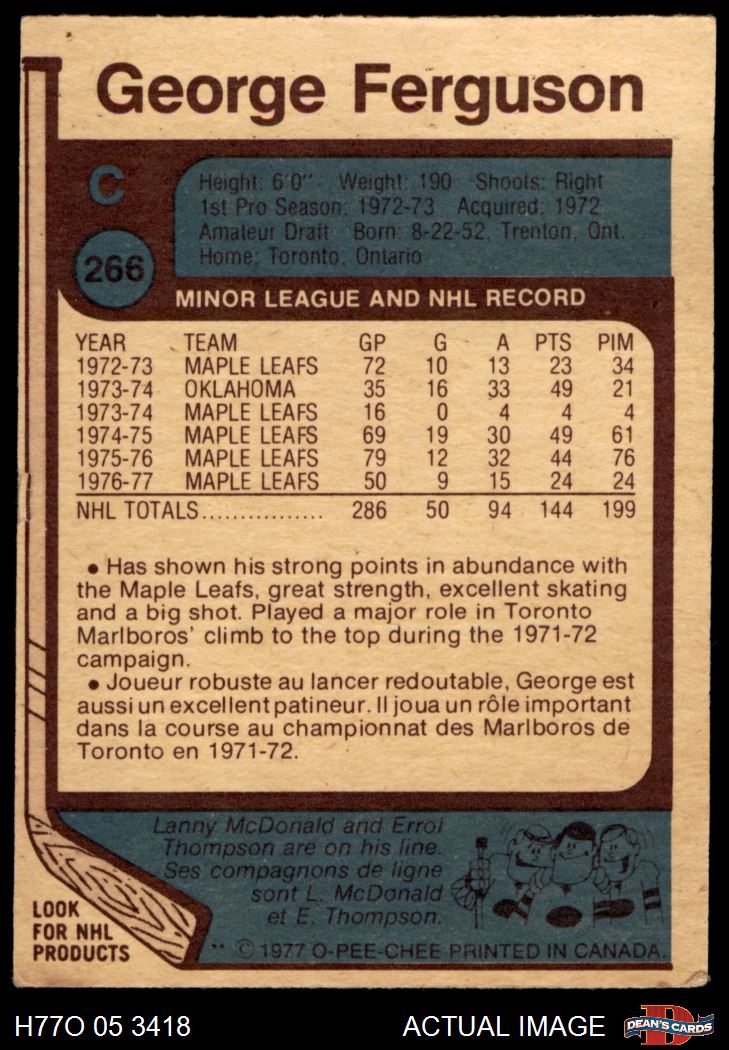 George Ferguson
C
Height: 6'0" Weight: 190 Shoots: Right
1st Pro Season: 1972-73 Acquired: 1972
Amateur Draft Born: 8-22-52, Trenton, Ont.
Home: Toronto, Ontario
266
MINOR LEAGUE AND NHL RECORD
YEAR TEAM GP G A PTS PIM
1972-73 MAPLE LEAFS 72 10 13 23 34
1973-74 OKLAHOMA 35 16 33 49 21
1973-74 MAPLE LEAFS 16 0 4 4 4
1974-75 MAPLE LEAFS 69 19 30 49 61
1975-76 MAPLE LEAFS 79 12 32 44 76
1976-77 MAPLE LEAFS 50 9 15 24 24
NHL TOTALS................ 286 50 94 144 199
• Has shown his strong points in abundance with
the Maple Leafs, great strength, excellent skating
and a big shot. Played a major role in Toronto
Marlboros' climb to the top during the 1971-72
campaign.
• Joueur robuste au lancer redoutable, George est
aussi un excellent patineur. Il joua un rôle important
dans la course au championnat des Marlboros de
Toronto en 1971-72.
Lanny McDonald and Errol
Thompson are on his line.
Ses compagnons de ligne
sont L. McDonald
et E. Thompson.
LOOK
FOR NHL
PRODUCTS
** © 1977 O-PEE-CHEE PRINTED IN CANADA.
H77O 05 3418 ACTUAL IMAGE
DEAN'S CARDS